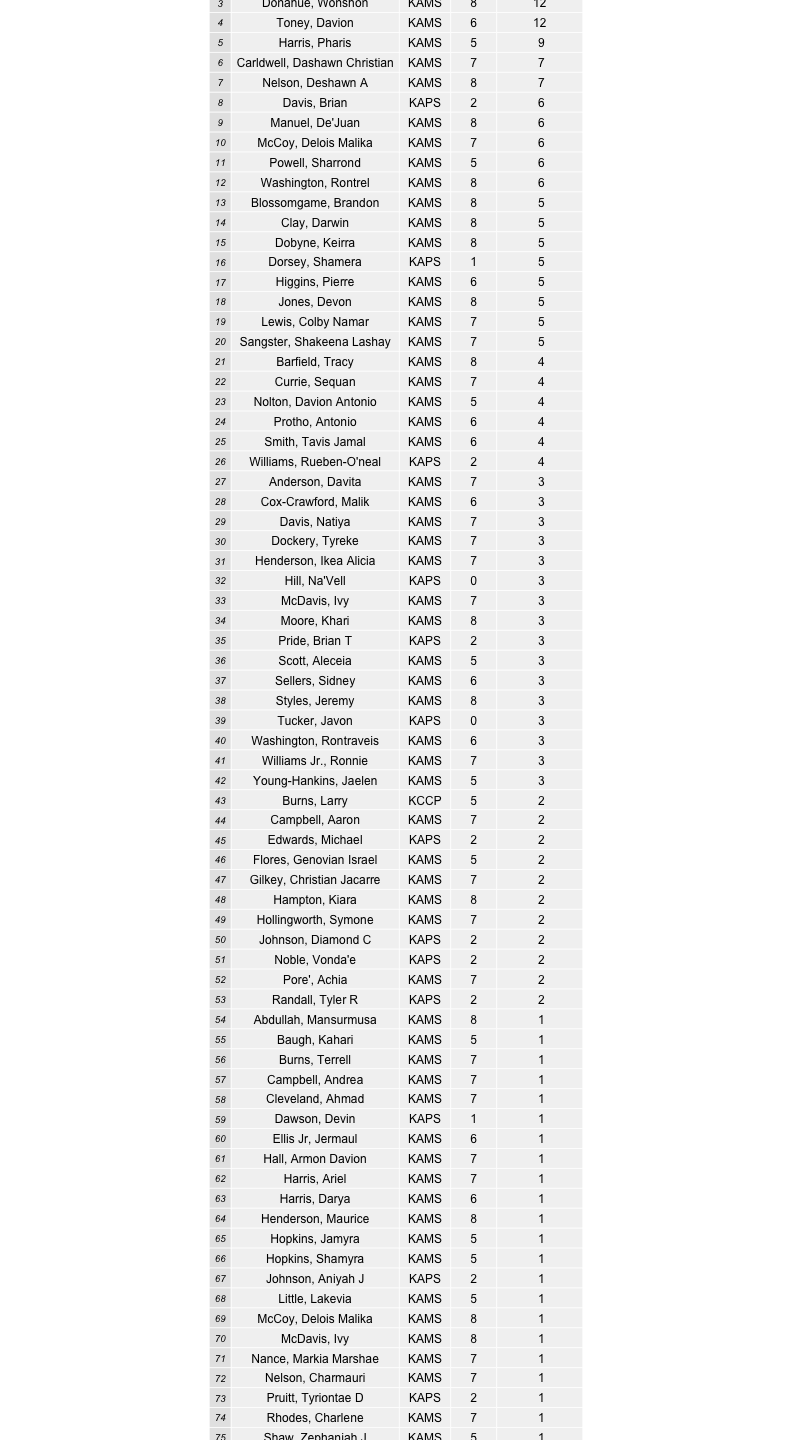 3 Donahue, Wonshon KAMS 8 12
4 Toney, Davion KAMS 6 12
5 Harris, Pharis KAMS 5 9
6 Carldwell, Dashawn Christian KAMS 7 7
7 Nelson, Deshawn A KAMS 8 7
8 Davis, Brian KAPS 2 6
9 Manuel, De'Juan KAMS 8 6
10 McCoy, Delois Malika KAMS 7 6
11 Powell, Sharrond KAMS 5 6
12 Washington, Rontrel KAMS 8 6
13 Blossomgame, Brandon KAMS 8 5
14 Clay, Darwin KAMS 8 5
15 Dobyne, Keirra KAMS 8 5
16 Dorsey, Shamera KAPS 1 5
17 Higgins, Pierre KAMS 6 5
18 Jones, Devon KAMS 8 5
19 Lewis, Colby Namar KAMS 7 5
20 Sangster, Shakeena Lashay KAMS 7 5
21 Barfield, Tracy KAMS 8 4
22 Currie, Sequan KAMS 7 4
23 Nolton, Davion Antonio KAMS 5 4
24 Protho, Antonio KAMS 6 4
25 Smith, Tavis Jamal KAMS 6 4
26 Williams, Rueben-O'neal KAPS 2 4
27 Anderson, Davita KAMS 7 3
28 Cox-Crawford, Malik KAMS 6 3
29 Davis, Natiya KAMS 7 3
30 Dockery, Tyreke KAMS 7 3
31 Henderson, Ikea Alicia KAMS 7 3
32 Hill, Na'Vell KAPS 0 3
33 McDavis, Ivy KAMS 7 3
34 Moore, Khari KAMS 8 3
35 Pride, Brian T KAPS 2 3
36 Scott, Aleceia KAMS 5 3
37 Sellers, Sidney KAMS 6 3
38 Styles, Jeremy KAMS 8 3
39 Tucker, Javon KAPS 0 3
40 Washington, Rontraveis KAMS 6 3
41 Williams Jr., Ronnie KAMS 7 3
42 Young-Hankins, Jaelen KAMS 5 3
43 Burns, Larry KCCP 5 2
44 Campbell, Aaron KAMS 7 2
45 Edwards, Michael KAPS 2 2
46 Flores, Genovian Israel KAMS 5 2
47 Gilkey, Christian Jacarre KAMS 7 2
48 Hampton, Kiara KAMS 8 2
49 Hollingworth, Symone KAMS 7 2
50 Johnson, Diamond C KAPS 2 2
51 Noble, Vonda'e KAPS 2 2
52 Pore', Achia KAMS 7 2
53 Randall, Tyler R KAPS 2 2
54 Abdullah, Mansurmusa KAMS 8 1
55 Baugh, Kahari KAMS 5 1
56 Burns, Terrell KAMS 7 1
57 Campbell, Andrea KAMS 7 1
58 Cleveland, Ahmad KAMS 7 1
59 Dawson, Devin KAPS 1 1
60 Ellis Jr, Jermaul KAMS 6 1
61 Hall, Armon Davion KAMS 7 1
62 Harris, Ariel KAMS 7 1
63 Harris, Darya KAMS 6 1
64 Henderson, Maurice KAMS 8 1
65 Hopkins, Jamyra KAMS 5 1
66 Hopkins, Shamyra KAMS 5 1
67 Johnson, Aniyah J KAPS 2 1
68 Little, Lakevia KAMS 5 1
69 McCoy, Delois Malika KAMS 8 1
70 McDavis, Ivy KAMS 8 1
71 Nance, Markia Marshae KAMS 7 1
72 Nelson, Charmauri KAMS 7 1
73 Pruitt, Tyriontae D KAPS 2 1
74 Rhodes, Charlene KAMS 7 1
75 Shaw, Zephaniah J KAMS 5 1